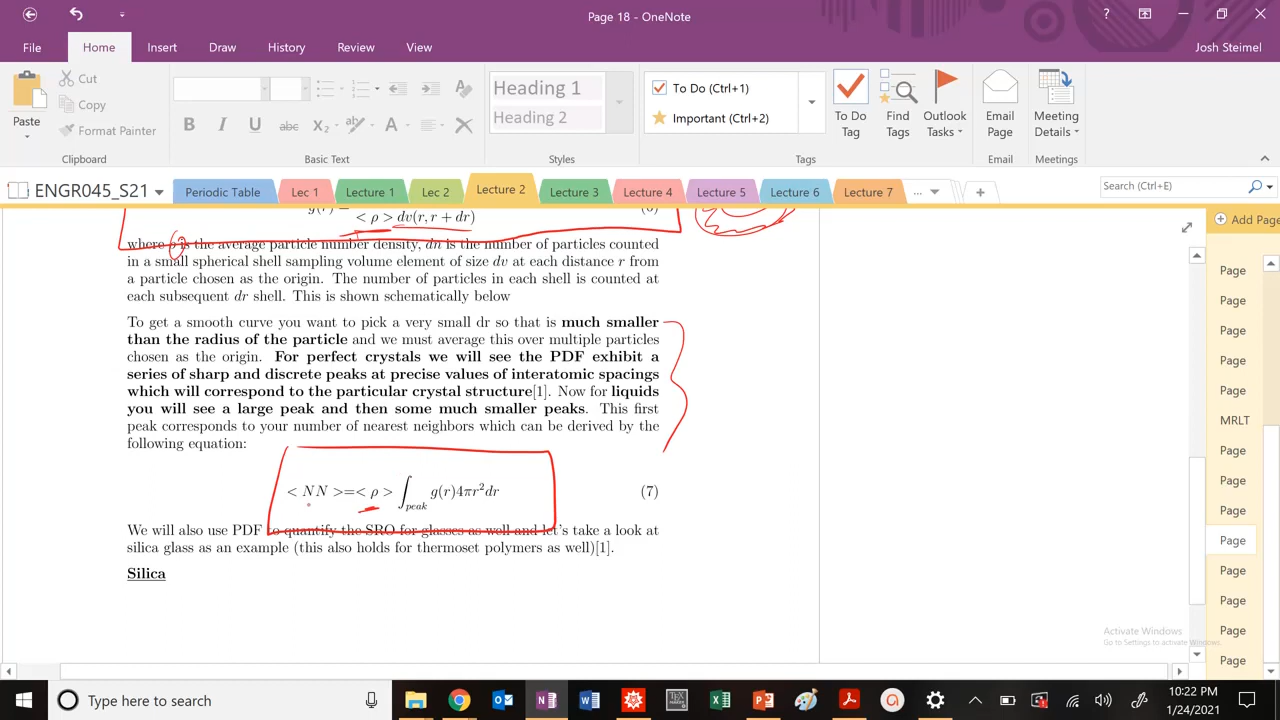 Page 18 - OneNote
Josh Steimel
File Home Insert Draw History Review View
Paste
Cut
Copy
Format Painter
Clipboard
B I U abc X₂ A
Basic Text
Heading 1
Heading 2
Styles
To Do (Ctrl+1)
Important (Ctrl+2)
To Do Tag
Find Tags
Tags
Outlook Tasks
Email Page
Email
Meeting Details
Meetings
ENGR045_S21
Periodic Table Lec 1 Lecture 1 Lec 2 Lecture 2 Lecture 3 Lecture 4 Lecture 5 Lecture 6 Lecture 7 ...
Search (Ctrl+E)
Add Page
< ρ > dv(r, r + dr)
is the average particle number density, dn is the number of particles counted
in a small spherical shell sampling volume element of size dv at each distance r from
a particle chosen as the origin. The number of particles in each shell is counted at
each subsequent dr shell. This is shown schematically below
To get a smooth curve you want to pick a very small dr so that is much smaller
than the radius of the particle and we must average this over multiple particles
chosen as the origin. For perfect crystals we will see the PDF exhibit a
series of sharp and discrete peaks at precise values of interatomic spacings
which will correspond to the particular crystal structure[1]. Now for liquids
you will see a large peak and then some much smaller peaks. This first
peak corresponds to your number of nearest neighbors which can be derived by the
following equation:
< NN >=< ρ > ∫peak g(r)4πr²dr (7)
We will also use PDF to quantify the SRO for glasses as well and let's take a look at
silica glass as an example (this also holds for thermoset polymers as well)[1].
Silica
Page
Page
Page
Page
Page
MRLT
Page
Page
Page
Page
Page
Page
Page
Page
Activate Windows
Go to Settings to activate Windows.
Type here to search
10:22 PM
1/24/2021